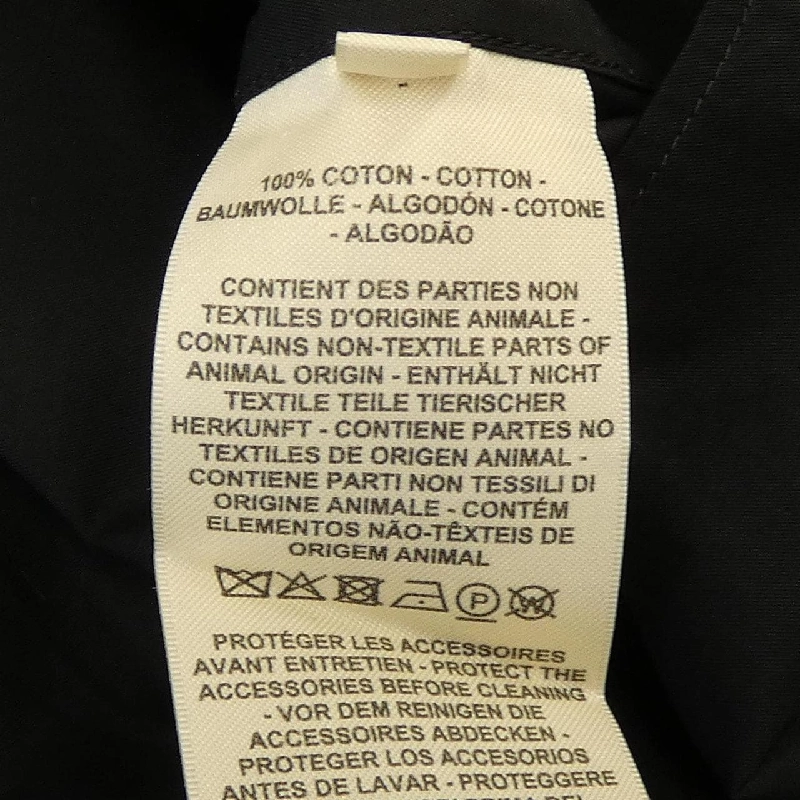 100% COTON - COTTON -
BAUMWOLLE - ALGODÓN - COTONE
- ALGODÃO
CONTIENT DES PARTIES NON
TEXTILES D'ORIGINE ANIMALE -
CONTAINS NON-TEXTILE PARTS OF
ANIMAL ORIGIN - ENTHÄLT NICHT
TEXTILE TEILE TIERISCHER
HERKUNFT - CONTIENE PARTES NO
TEXTILES DE ORIGEN ANIMAL -
CONTIENE PARTI NON TESSILI DI
ORIGINE ANIMALE - CONTÉM
ELEMENTOS NÃO-TÊXTEIS DE
ORIGEM ANIMAL
P W
PROTÉGER LES ACCESSOIRES
AVANT ENTRETIEN - PROTECT THE
ACCESSORIES BEFORE CLEANING
- VOR DEM REINIGEN DIE
ACCESSOIRES ABDECKEN -
PROTEGER LOS ACCESORIOS
ANTES DE LAVAR - PROTEGGERE